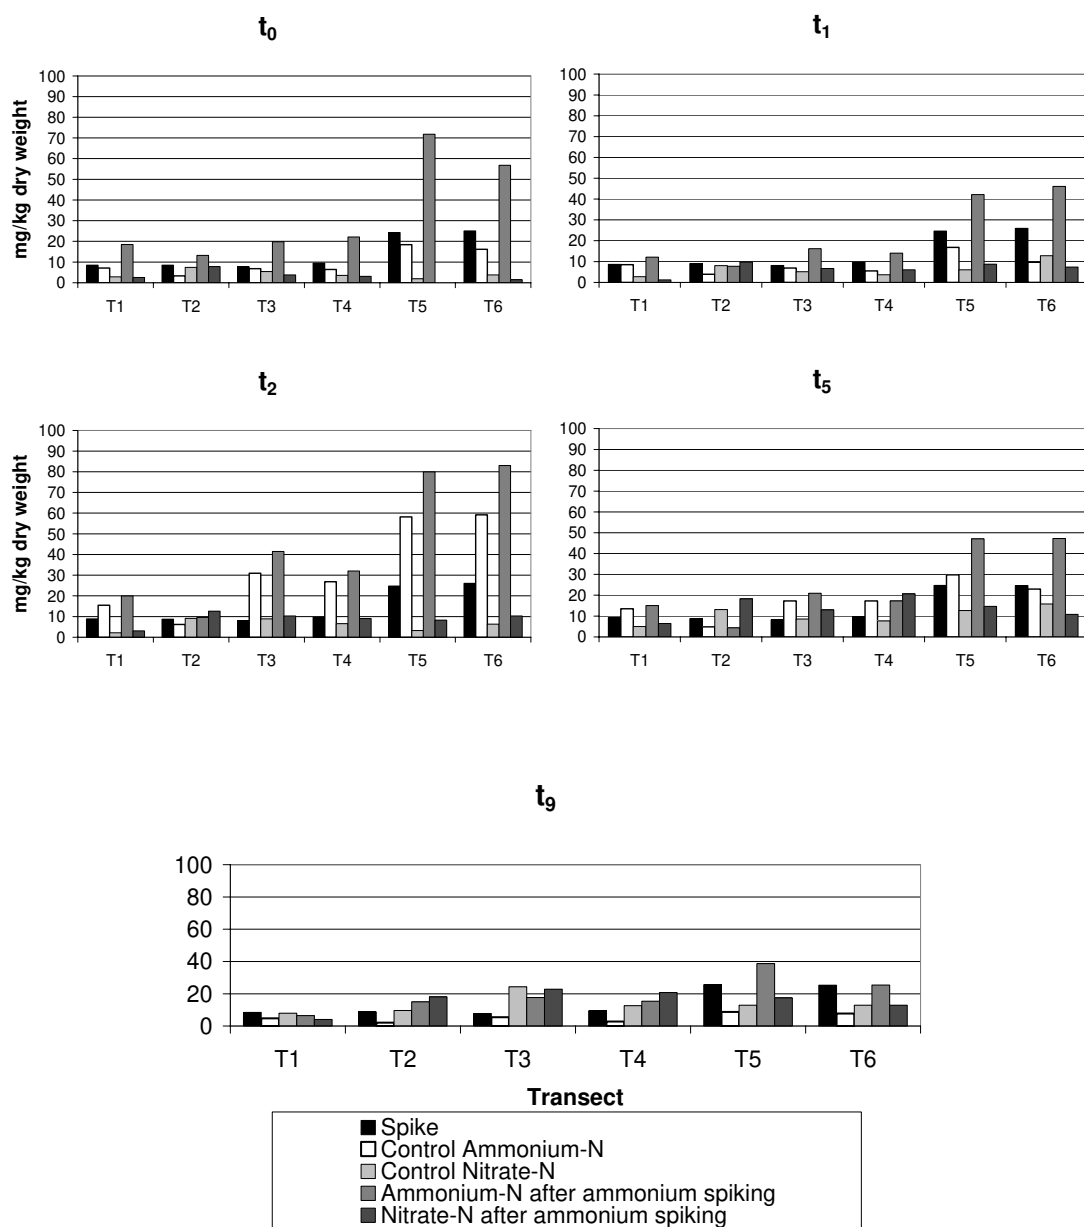 t0
t1
mg/kg dry weight
100
90
80
70
60
50
40
30
20
10
0
T1 T2 T3 T4 T5 T6
100
90
80
70
60
50
40
30
20
10
0
T1 T2 T3 T4 T5 T6
t2
t5
mg/kg dry weight
100
90
80
70
60
50
40
30
20
10
0
T1 T2 T3 T4 T5 T6
100
90
80
70
60
50
40
30
20
10
0
T1 T2 T3 T4 T5 T6
t9
100
80
60
40
20
0
T1 T2 T3 T4 T5 T6
Transect
Spike
Control Ammonium-N
Control Nitrate-N
Ammonium-N after ammonium spiking
Nitrate-N after ammonium spiking